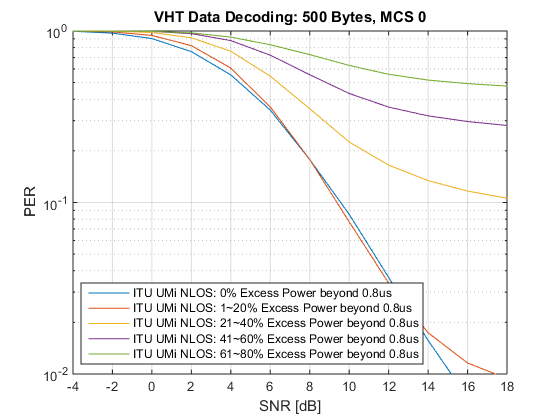 VHT Data Decoding: 500 Bytes, MCS 0
10^0
10^-1
10^-2
PER
ITU UMi NLOS: 0% Excess Power beyond 0.8us
ITU UMi NLOS: 1~20% Excess Power beyond 0.8us
ITU UMi NLOS: 21~40% Excess Power beyond 0.8us
ITU UMi NLOS: 41~60% Excess Power beyond 0.8us
ITU UMi NLOS: 61~80% Excess Power beyond 0.8us
-4 -2 0 2 4 6 8 10 12 14 16 18
SNR [dB]